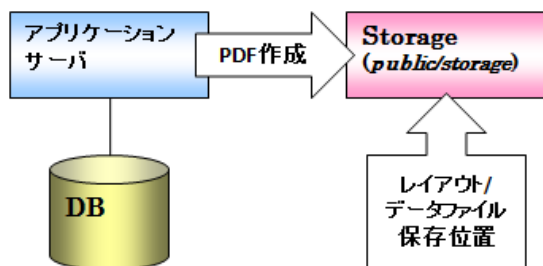 アプリケーション
サーバ
PDF作成
Storage
(public/storage)
DB
レイアウト/
データファイル
保存位置